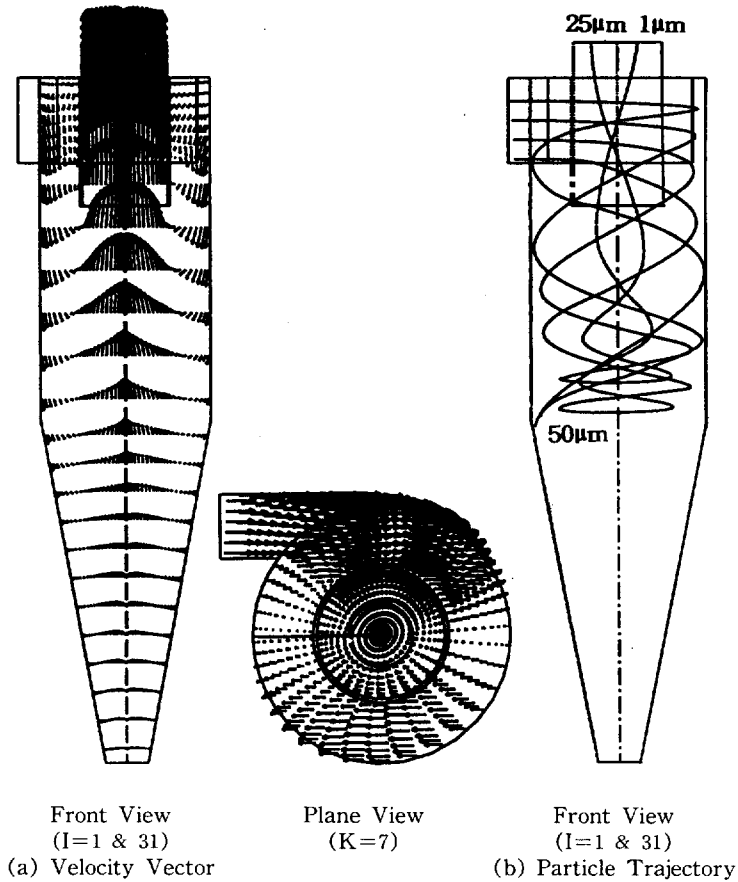 25μm 1μm
50μm
Front View
(I=1 & 31)
(a) Velocity Vector
Plane View
(K=7)
Front View
(I=1 & 31)
(b) Particle Trajectory